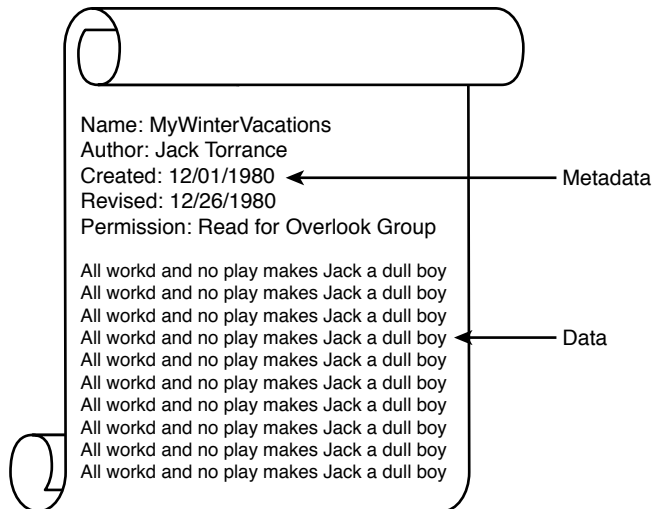 Name: MyWinterVacations
Author: Jack Torrance
Created: 12/01/1980
Metadata
Revised: 12/26/1980
Permission: Read for Overlook Group
All workd and no play makes Jack a dull boy
All workd and no play makes Jack a dull boy
All workd and no play makes Jack a dull boy
All workd and no play makes Jack a dull boy
Data
All workd and no play makes Jack a dull boy
All workd and no play makes Jack a dull boy
All workd and no play makes Jack a dull boy
All workd and no play makes Jack a dull boy
All workd and no play makes Jack a dull boy
All workd and no play makes Jack a dull boy